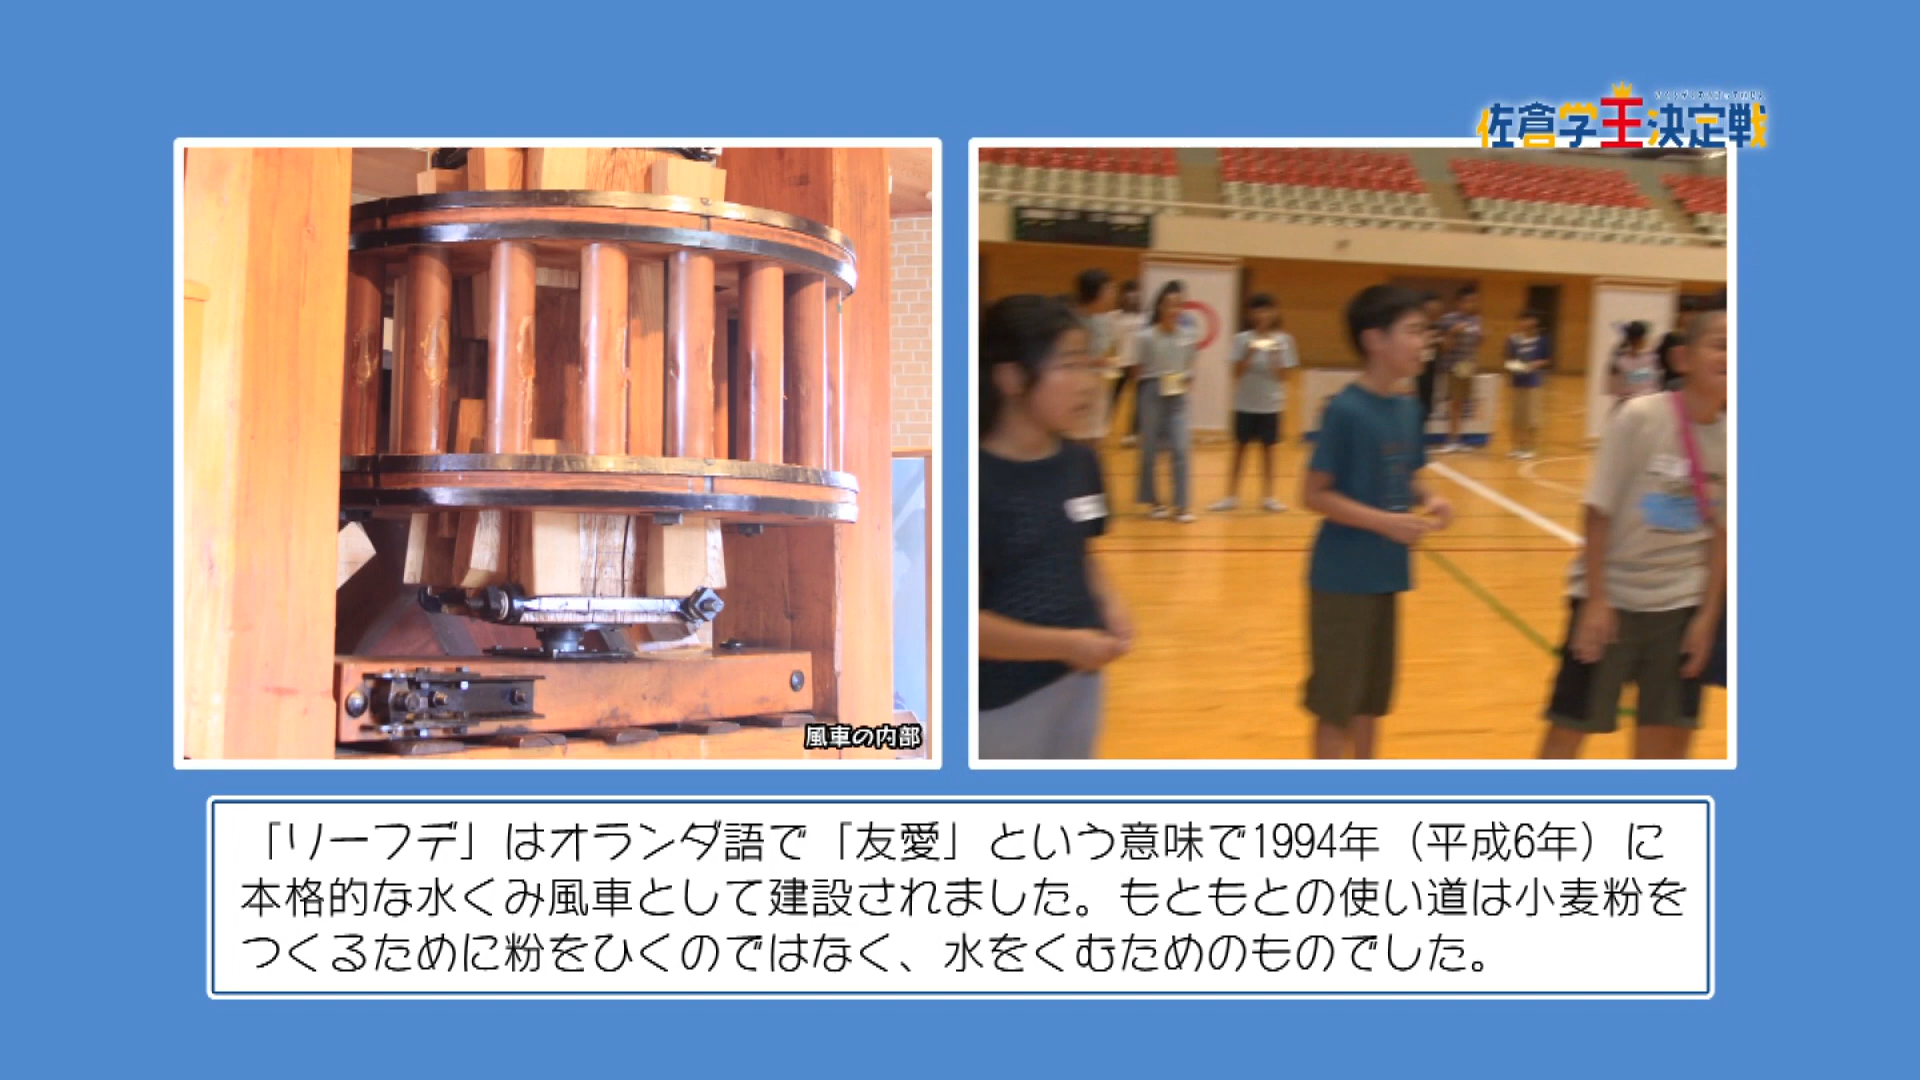 佐倉学王決定戦
風車の内部
「リーフデ」はオランダ語で「友愛」という意味で1994年（平成6年）に
本格的な水くみ風車として建設されました。もともとの使い道は小麦粉を
つくるために粉をひくのではなく、水をくむためのものでした。